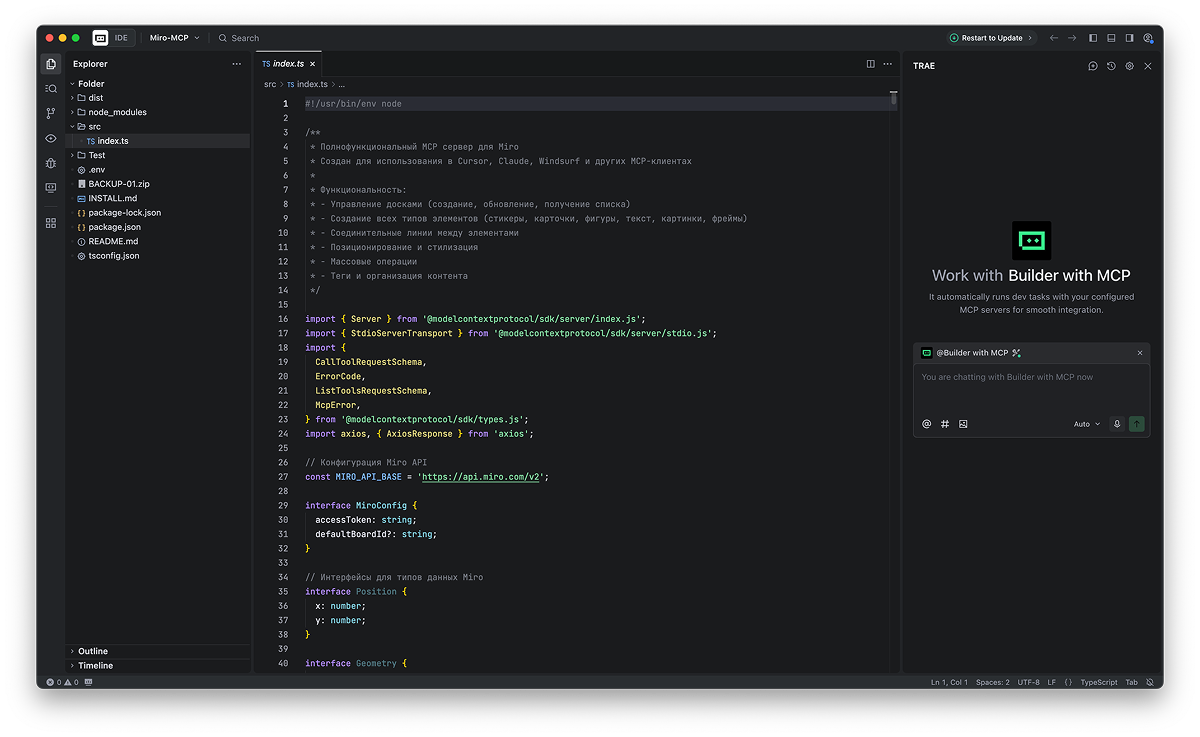 IDE
Miro-MCP
Search
Restart to Update
Explorer
Folder
dist
node_modules
src
TS index.ts
Test
.env
BACKUP-01.zip
INSTALL.md
package-lock.json
package.json
README.md
tsconfig.json
Outline
Timeline
TS index.ts
src > TS index.ts > ...
1 #!/usr/bin/env node
2
3 /**
4 * Полнофункциональный MCP сервер для Miro
5 * Создан для использования в Cursor, Claude, Windsurf и других MCP-клиентах
6 *
7 * Функциональность:
8 * - Управление досками (создание, обновление, получение списка)
9 * - Создание всех типов элементов (стикеры, карточки, фигуры, текст, картинки, фреймы)
10 * - Соединительные линии между элементами
11 * - Позиционирование и стилизация
12 * - Массовые операции
13 * - Теги и организация контента
14 */
15
16 import { Server } from '@modelcontextprotocol/sdk/server/index.js';
17 import { StdioServerTransport } from '@modelcontextprotocol/sdk/server/stdio.js';
18 import {
19 CallToolRequestSchema,
20 ErrorCode,
21 ListToolsRequestSchema,
22 McpError,
23 } from '@modelcontextprotocol/sdk/types.js';
24 import axios, { AxiosResponse } from 'axios';
25
26 // Конфигурация Miro API
27 const MIRO_API_BASE = 'https://api.miro.com/v2';
28
29 interface MiroConfig {
30 accessToken: string;
31 defaultBoardId?: string;
32 }
33
34 // Интерфейсы для типов данных Miro
35 interface Position {
36 x: number;
37 y: number;
38 }
39
40 interface Geometry {
TRAE
Work with Builder with MCP
It automatically runs dev tasks with your configured
MCP servers for smooth integration.
@Builder with MCP
You are chatting with Builder with MCP now
Auto
0 0
Ln 1, Col 1 Spaces: 2 UTF-8 LF {} TypeScript Tab